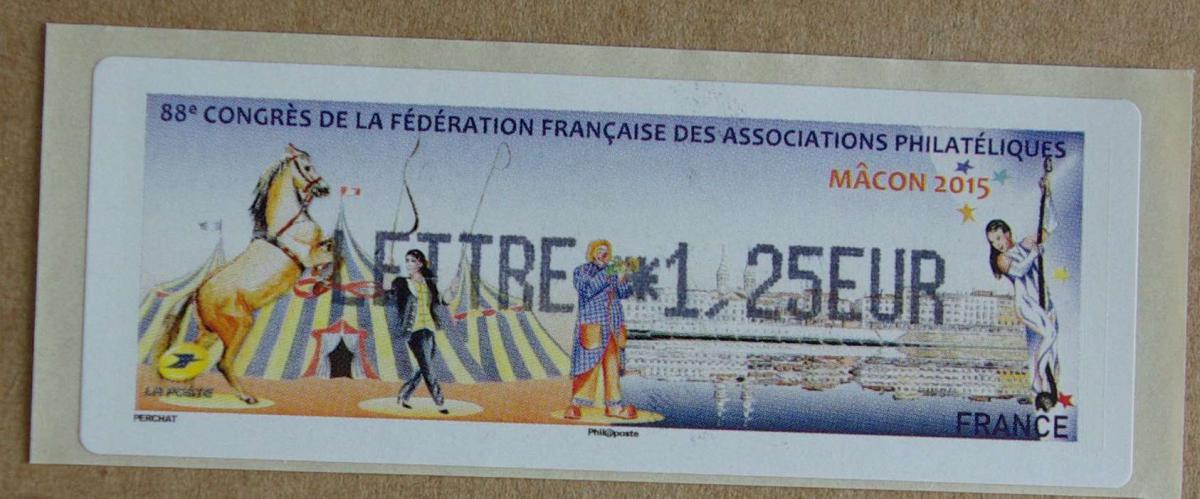 88e CONGRÈS DE LA FÉDÉRATION FRANÇAISE DES ASSOCIATIONS PHILATÉLIQUES
MÂCON 2015
LETTRE **1,25EUR
LA POSTE
PERCHAT
Phil@poste
FRANCE